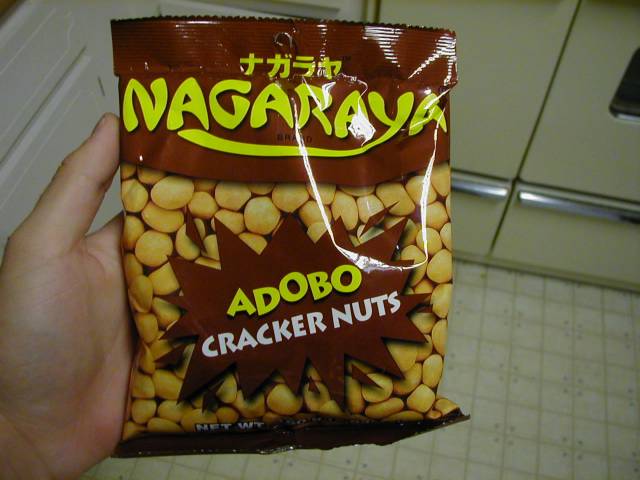 ナガラヤ
NAGARAYA
BRAND
ADOBO
CRACKER NUTS
NET WT.